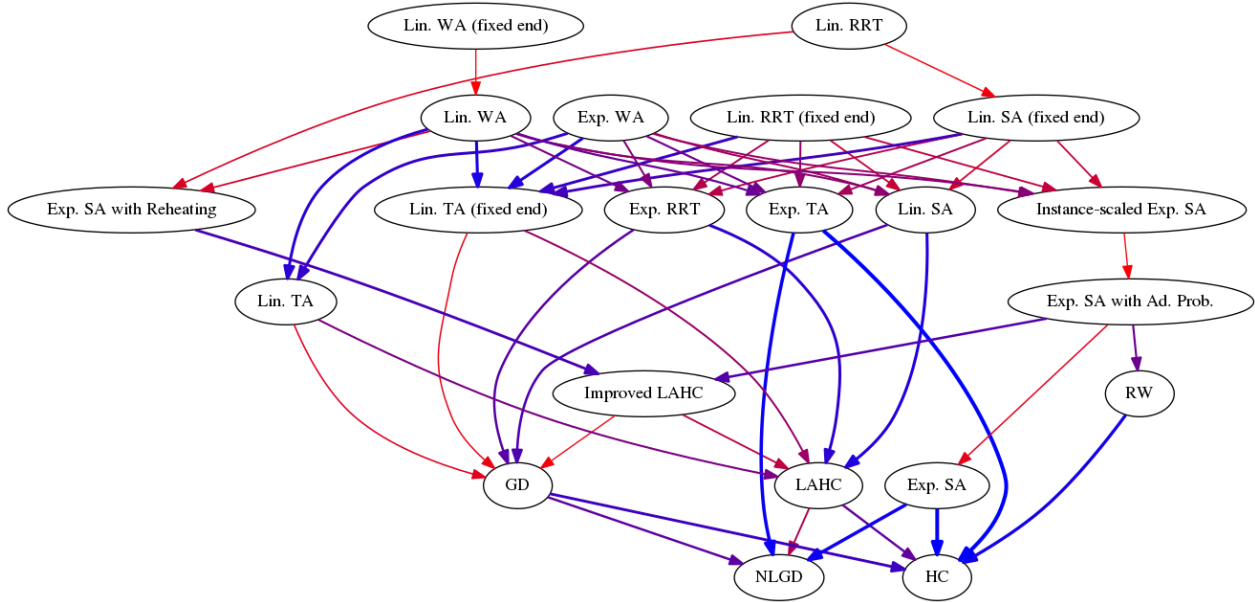 Lin. WA (fixed end)
Lin. RRT
Lin. WA
Exp. WA
Lin. RRT (fixed end)
Lin. SA (fixed end)
Exp. SA with Reheating
Lin. TA (fixed end)
Exp. RRT
Exp. TA
Lin. SA
Instance-scaled Exp. SA
Lin. TA
Exp. SA with Ad. Prob.
Improved LAHC
RW
GD
LAHC
Exp. SA
NLGD
HC